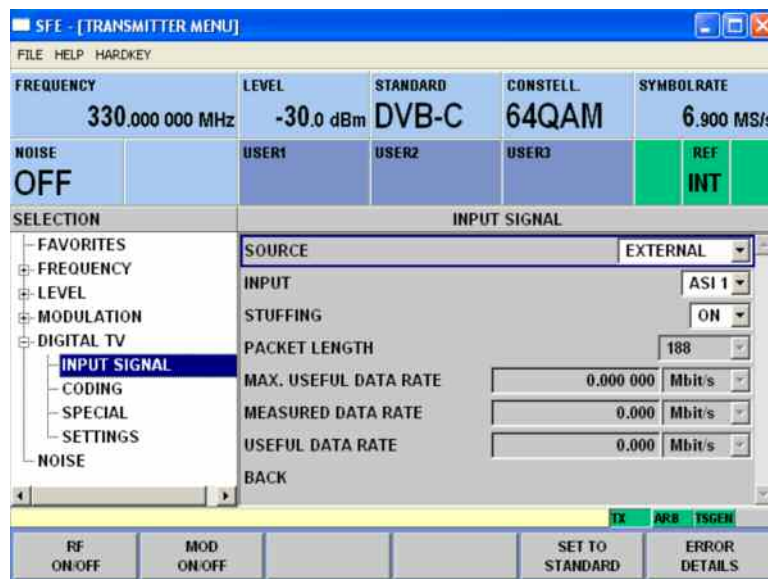 SFE - [TRANSMITTER MENU]
FILE HELP HARDKEY
FREQUENCY LEVEL STANDARD CONSTELL. SYMBOLRATE
330.000 000 MHz -30.0 dBm DVB-C 64QAM 6.900 MS/s
NOISE USER1 USER2 USER3 REF
OFF INT
SELECTION INPUT SIGNAL
FAVORITES
FREQUENCY
LEVEL
MODULATION
DIGITAL TV
INPUT SIGNAL
CODING
SPECIAL
SETTINGS
NOISE
SOURCE EXTERNAL
INPUT ASI 1
STUFFING ON
PACKET LENGTH 188
MAX. USEFUL DATA RATE 0.000 000 Mbit/s
MEASURED DATA RATE 0.000 Mbit/s
USEFUL DATA RATE 0.000 Mbit/s
BACK
TX ARB TSGEN
RF ON/OFF
MOD ON/OFF
SET TO STANDARD
ERROR DETAILS